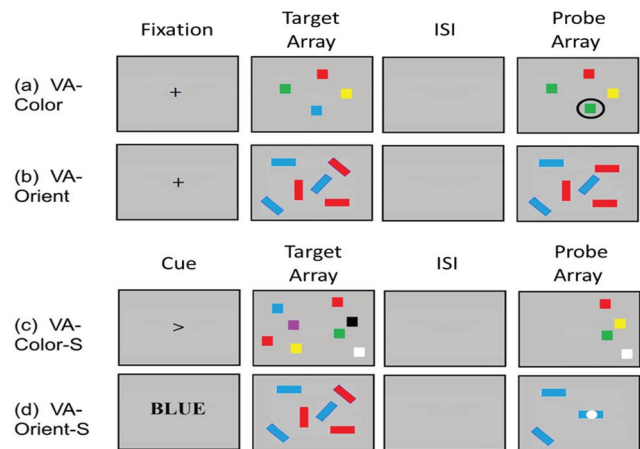 Fixation
Target
Array
ISI
Probe
Array
(a) VA-
Color
+
(b) VA-
Orient
+
Cue
Target
Array
ISI
Probe
Array
(c) VA-
Color-S
>
(d) VA-
Orient-S
BLUE